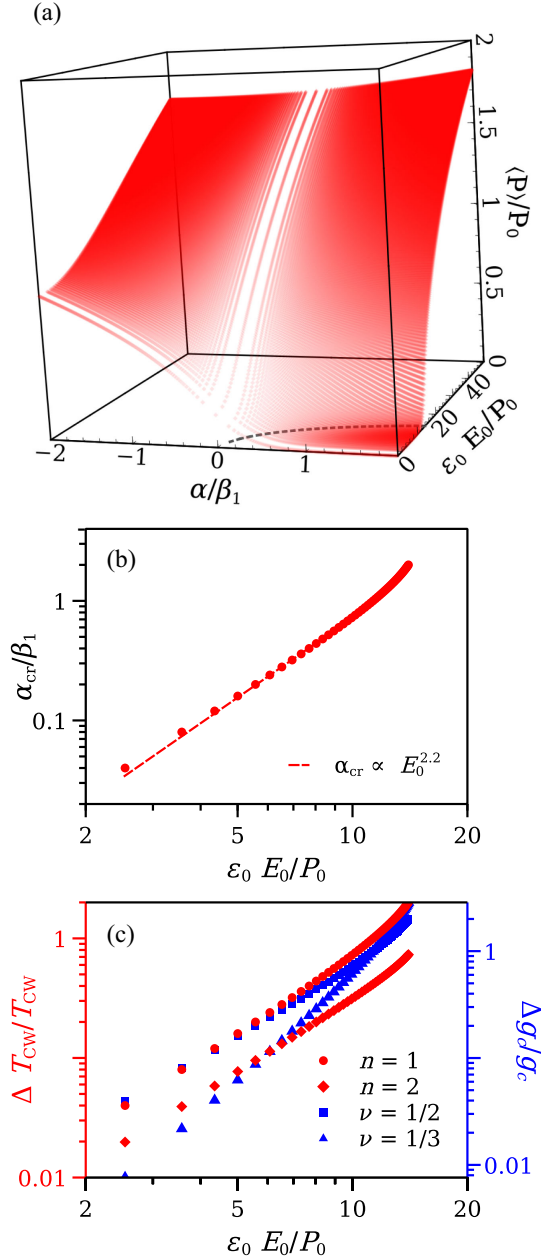 (a)
2
1.5
⟨P⟩/P₀
1
0.5
0
40
20
0
ε₀ E₀/P₀
−2
−1
0
1
α/β₁
(b)
1
α_cr/β₁
0.1
α_cr ∝ E₀^2.2
2
5
10
20
ε₀ E₀/P₀
(c)
1
1
Δ T_CW/T_CW
Δg_c/g_c
n = 1
n = 2
ν = 1/2
ν = 1/3
0.01
0.01
2
5
10
20
ε₀ E₀/P₀